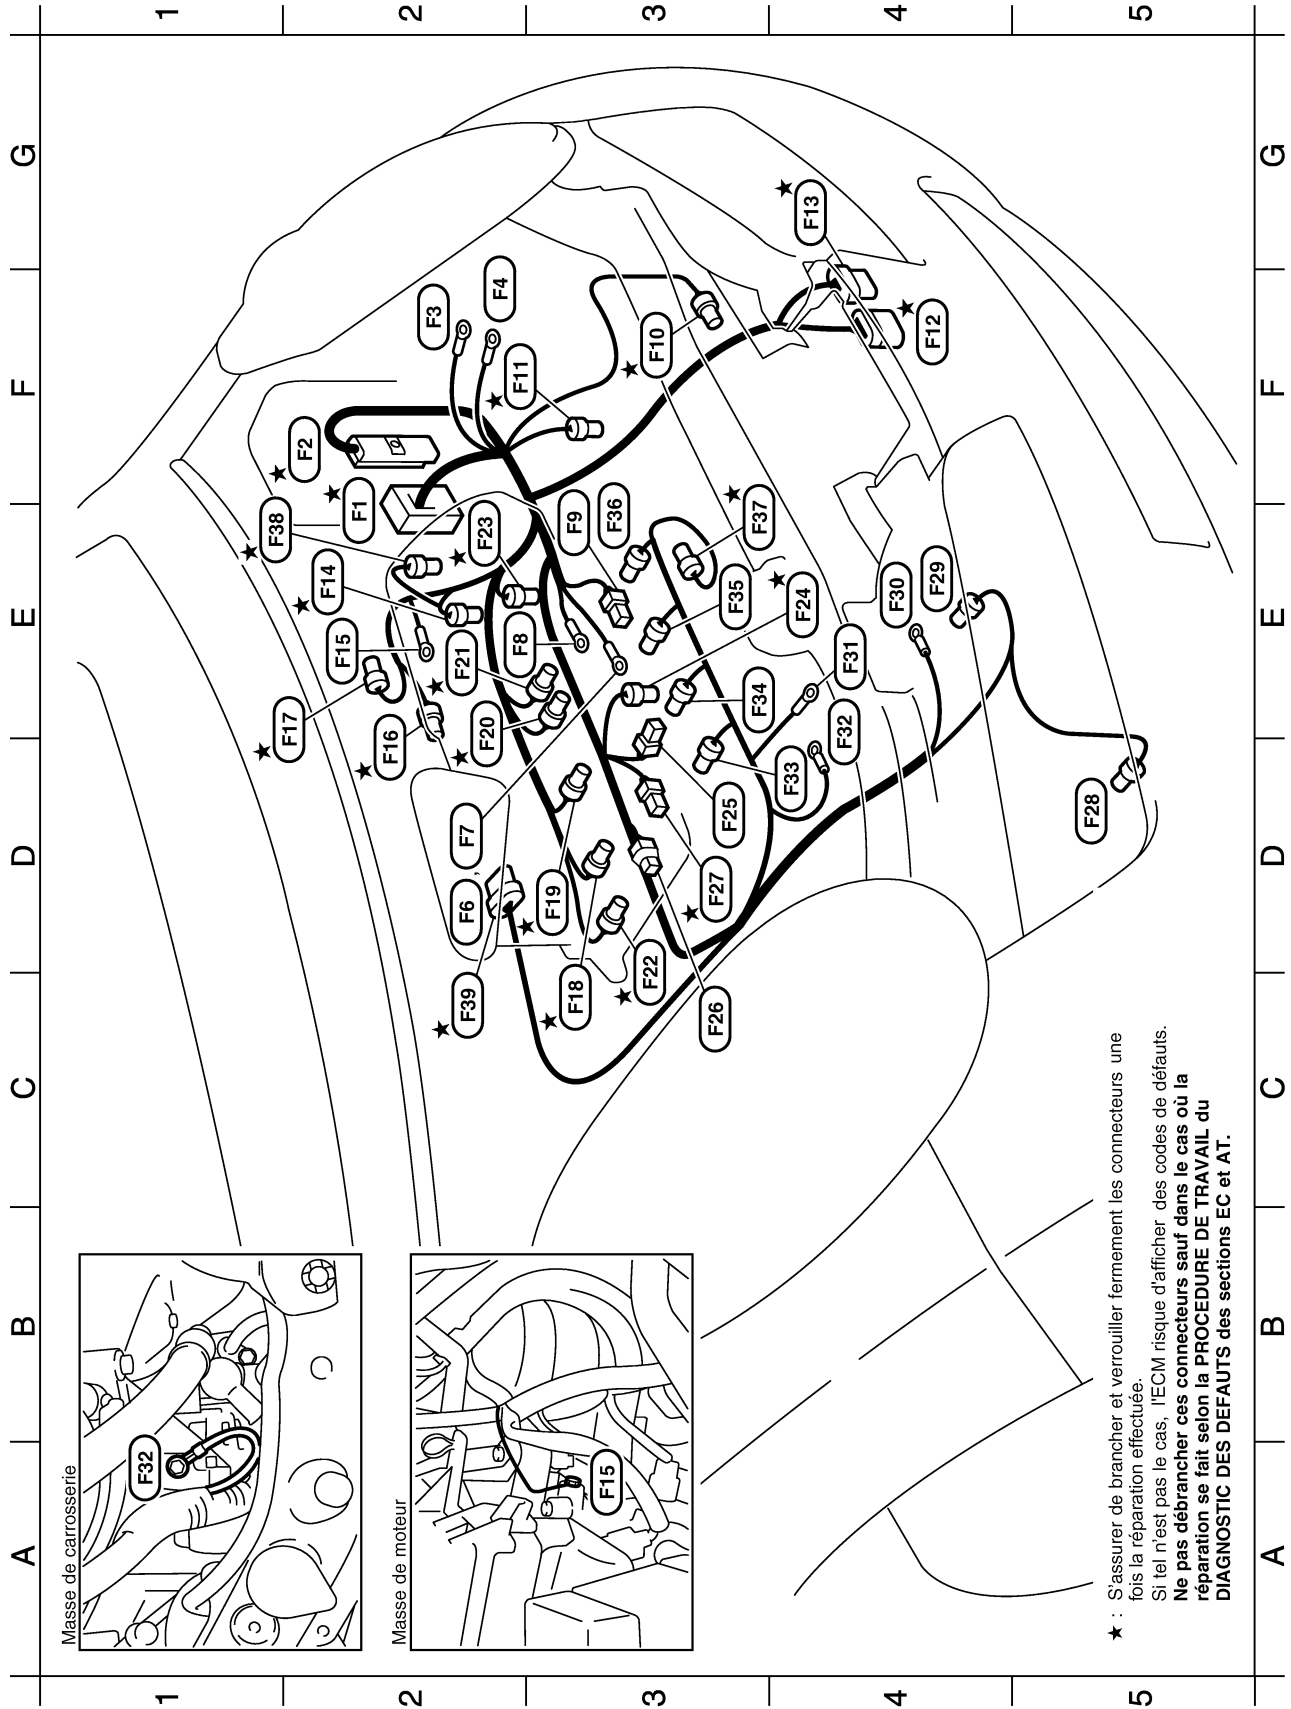 G
F
E
D
C
B
A
1
2
3
4
5
1
2
3
4
5
G
F
E
D
C
B
A
F13
F4
F3
F12
F10
F11
F2
F1
F38
F23
F9
F36
F37
F14
F15
F8
F21
F35
F24
F30
F29
F17
F16
F20
F34
F31
F32
F33
F7
F25
F28
F6
F19
F27
F39
F18
F22
F26
Masse de carrosserie
F32
Masse de moteur
F15
★ : S'assurer de brancher et verrouiller fermement les connecteurs une
fois la réparation effectuée.
Si tel n'est pas le cas, l'ECM risque d'afficher des codes de défauts.
Ne pas débrancher ces connecteurs sauf dans le cas où la
réparation se fait selon la PROCEDURE DE TRAVAIL du
DIAGNOSTIC DES DEFAUTS des sections EC et AT.